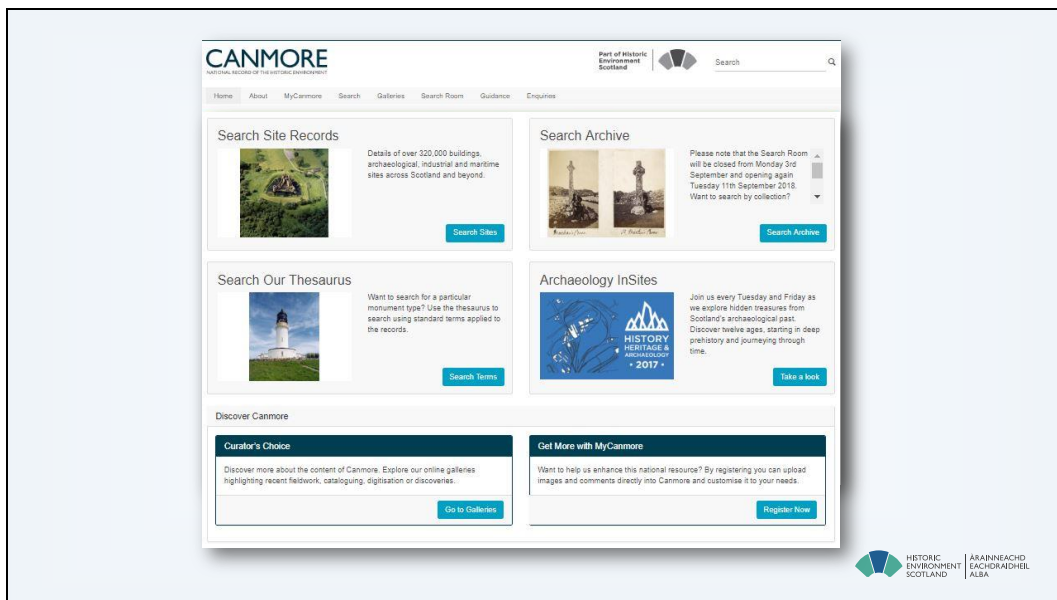 CANMORE
NATIONAL RECORD OF THE HISTORIC ENVIRONMENT
Part of Historic
Environment
Scotland
Search
Home About MyCanmore Search Galleries Search Room Guidance Enquiries
Search Site Records
Details of over 320,000 buildings,
archaeological, industrial and maritime
sites across Scotland and beyond.
Search Sites
Search Archive
Please note that the Search Room
will be closed from Monday 3rd
September and opening again
Tuesday 11th September 2018.
Want to search by collection?
Search Archive
Search Our Thesaurus
Want to search for a particular
monument type? Use the thesaurus to
search using standard terms applied to
the records.
Search Terms
Archaeology InSites
HISTORY
HERITAGE &
ARCHAEOLOGY
• 2017 •
Join us every Tuesday and Friday as
we explore hidden treasures from
Scotland's archaeological past.
Discover twelve ages, starting in deep
prehistory and journeying through
time.
Take a look
Discover Canmore
Curator's Choice
Discover more about the content of Canmore. Explore our online galleries
highlighting recent fieldwork, cataloguing, digitisation or discoveries.
Go to Galleries
Get More with MyCanmore
Want to help us enhance this national resource? By registering you can upload
images and comments directly into Canmore and customise it to your needs.
Register Now
HISTORIC
ENVIRONMENT
SCOTLAND
ÀRAINNEACHD
EACHDRAIDHEIL
ALBA